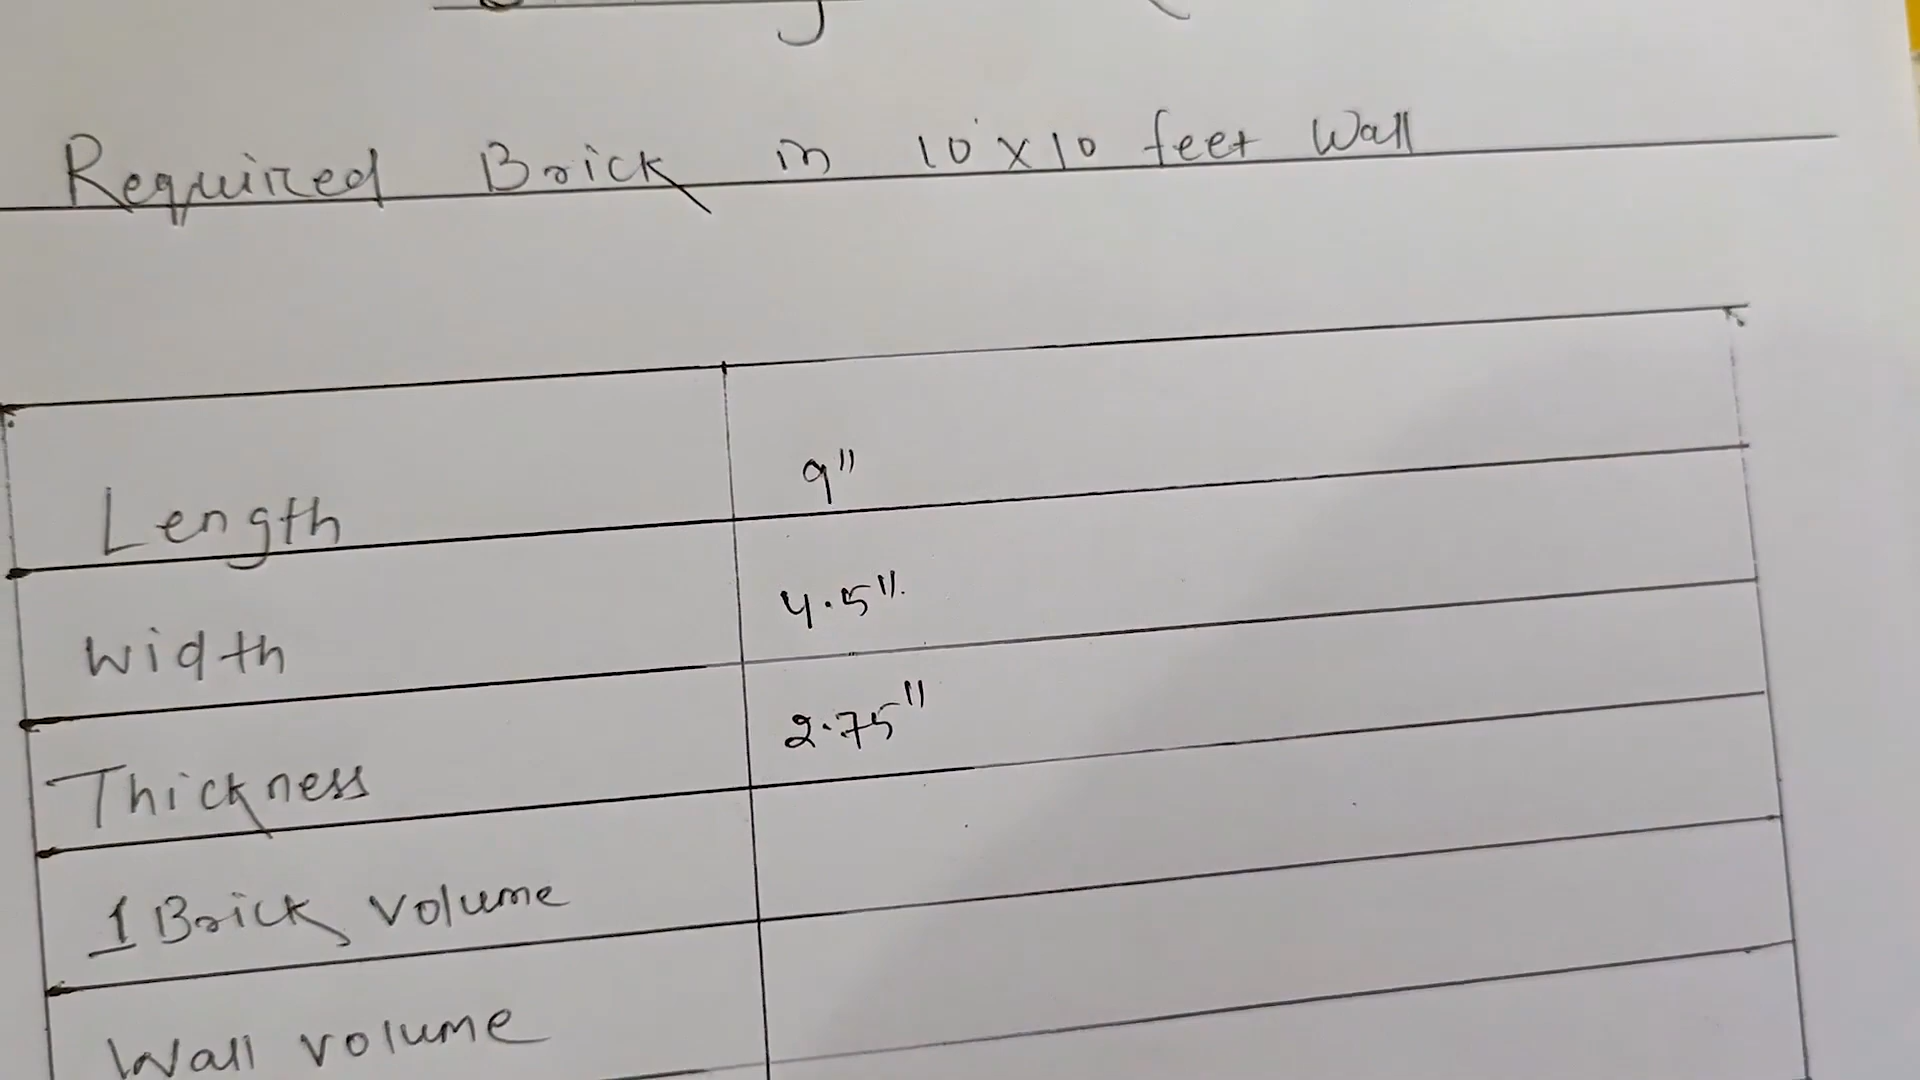 Required Brick in 10'x10 feet Wall
Length 9"
Width 4.5"
Thickness 2.75"
1 Brick volume
Wall volume